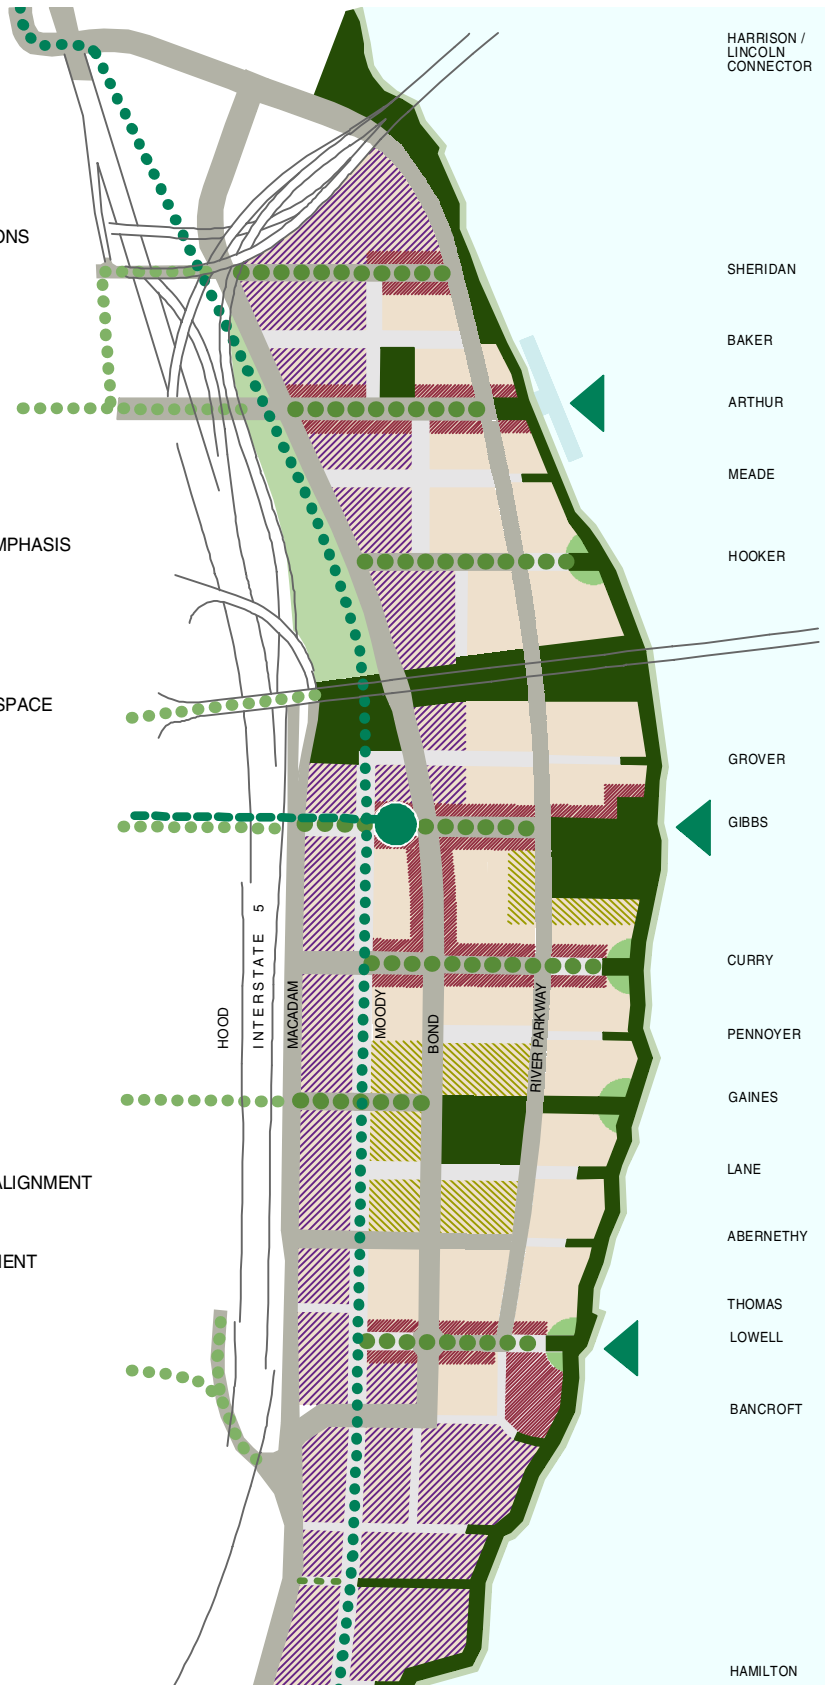 HARRISON /
LINCOLN
CONNECTOR
ONS
SHERIDAN
BAKER
ARTHUR
MEADE
MPHASIS
HOOKER
SPACE
GROVER
GIBBS
CURRY
HOOD
INTERSTATE 5
MACADAM
MOODY
BOND
RIVER PARKWAY
PENNOYER
GAINES
LANE
ALIGNMENT
ABERNETHY
MENT
THOMAS
LOWELL
BANCROFT
HAMILTON